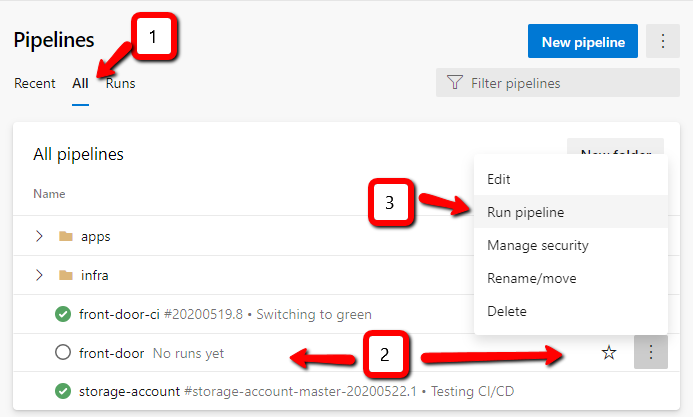 Pipelines
1
New pipeline
Recent
All
Runs
Filter pipelines
All pipelines
New folder
Name
Edit
3
Run pipeline
apps
Manage security
infra
Rename/move
front-door-ci #20200519.8 • Switching to green
Delete
front-door No runs yet
2
storage-account #storage-account-master-20200522.1 • Testing CI/CD